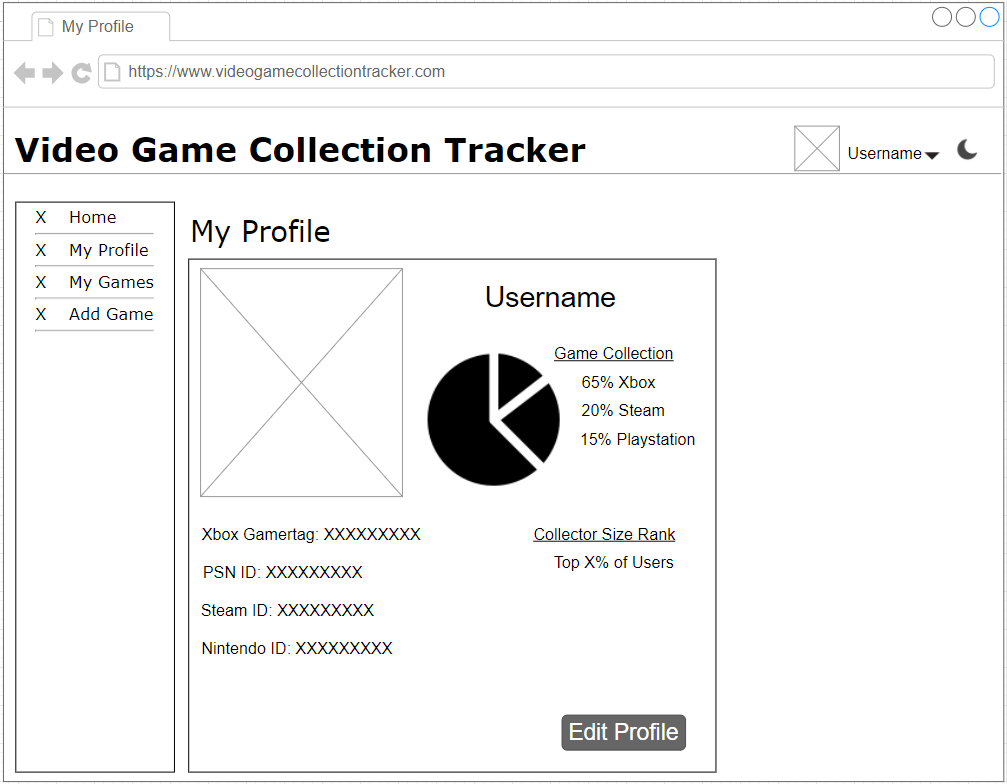 My Profile
https://www.videogamecollectiontracker.com
Video Game Collection Tracker
Username
X Home
X My Profile
X My Games
X Add Game
My Profile
Username
Game Collection
65% Xbox
20% Steam
15% Playstation
Xbox Gamertag: XXXXXXXXX
PSN ID: XXXXXXXXX
Steam ID: XXXXXXXXX
Nintendo ID: XXXXXXXXX
Collector Size Rank
Top X% of Users
Edit Profile